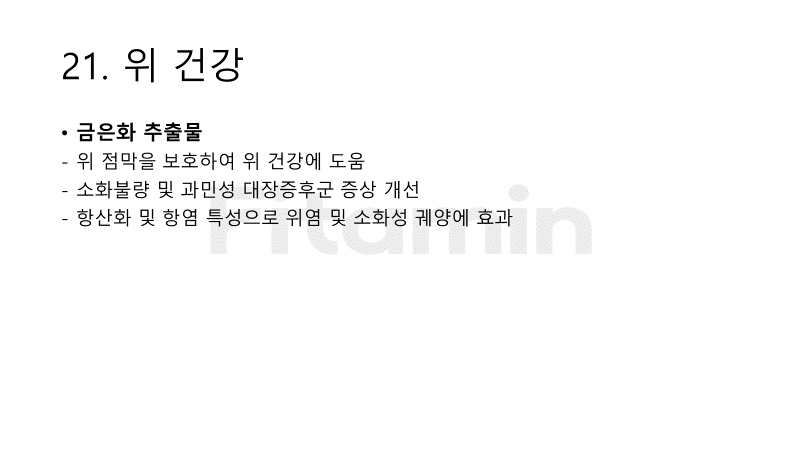 21. 위 건강
• 금은화 추출물
- 위 점막을 보호하여 위 건강에 도움
- 소화불량 및 과민성 대장증후군 증상 개선
- 항산화 및 항염 특성으로 위염 및 소화성 궤양에 효과
Fitamin